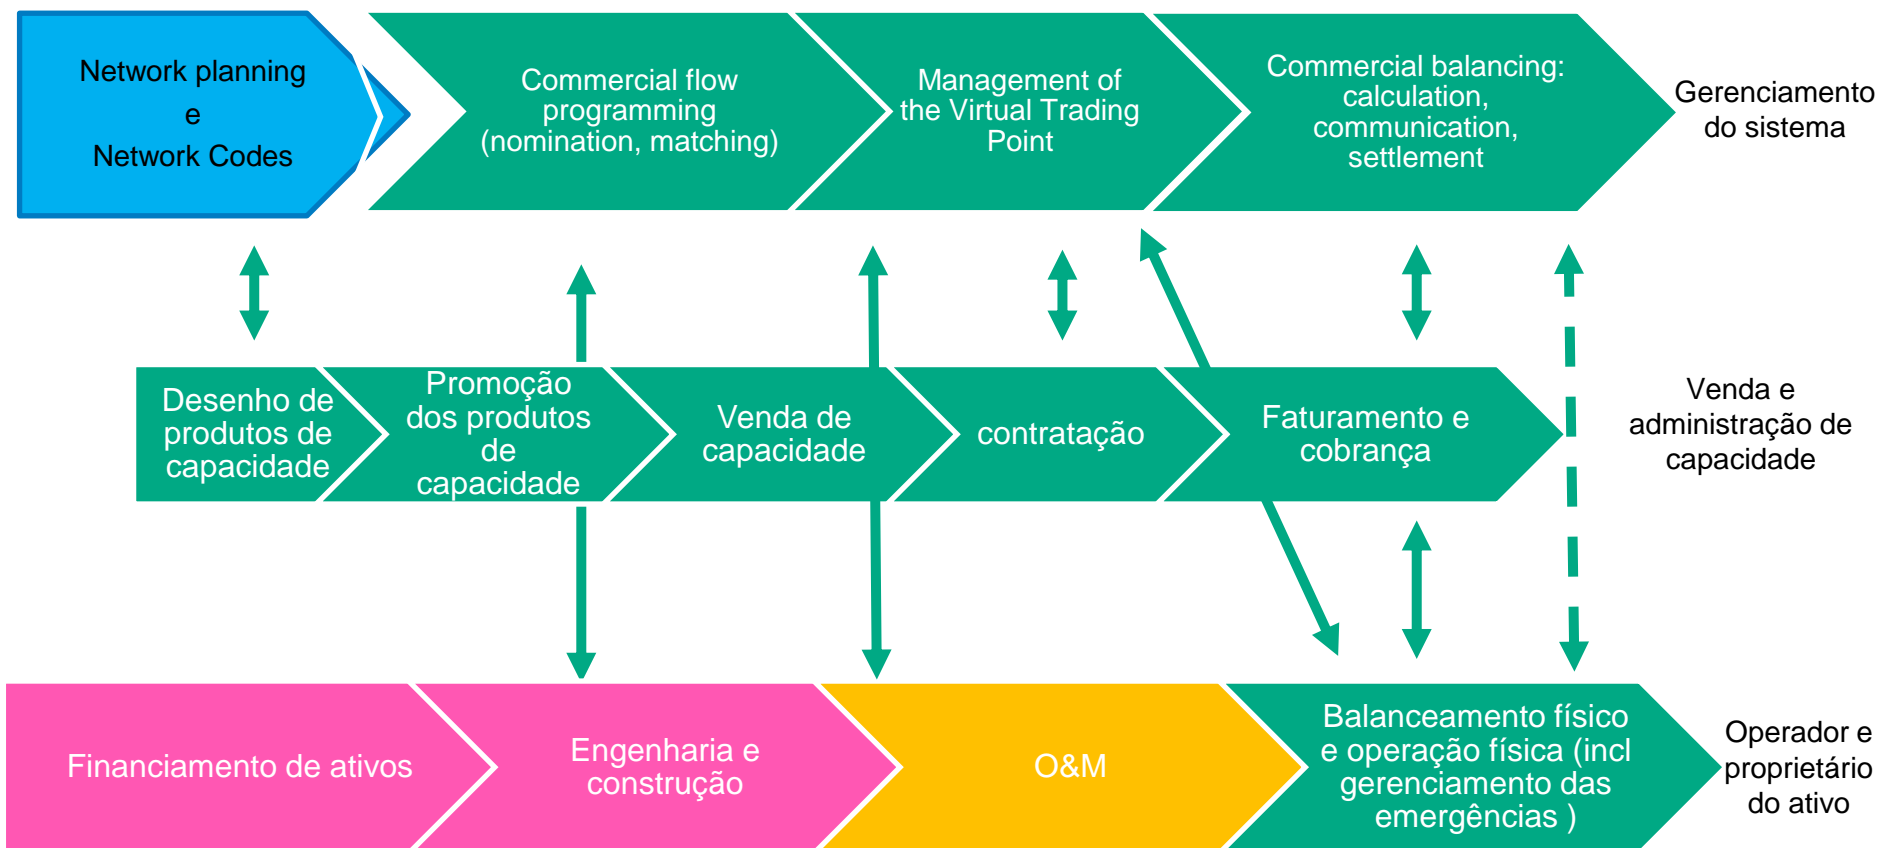 Network planning
e
Network Codes
Commercial flow
programming
(nomination, matching)
Management of
the Virtual Trading
Point
Commercial balancing:
calculation,
communication,
settlement
Gerenciamento
do sistema
Desenho de
produtos de
capacidade
Promoção
dos produtos
de
capacidade
Venda de
capacidade
contratação
Faturamento e
cobrança
Venda e
administração de
capacidade
Financiamento de ativos
Engenharia e
construção
O&M
Balanceamento físico
e operação física (incl
gerenciamento das
emergências )
Operador e
proprietário
do ativo